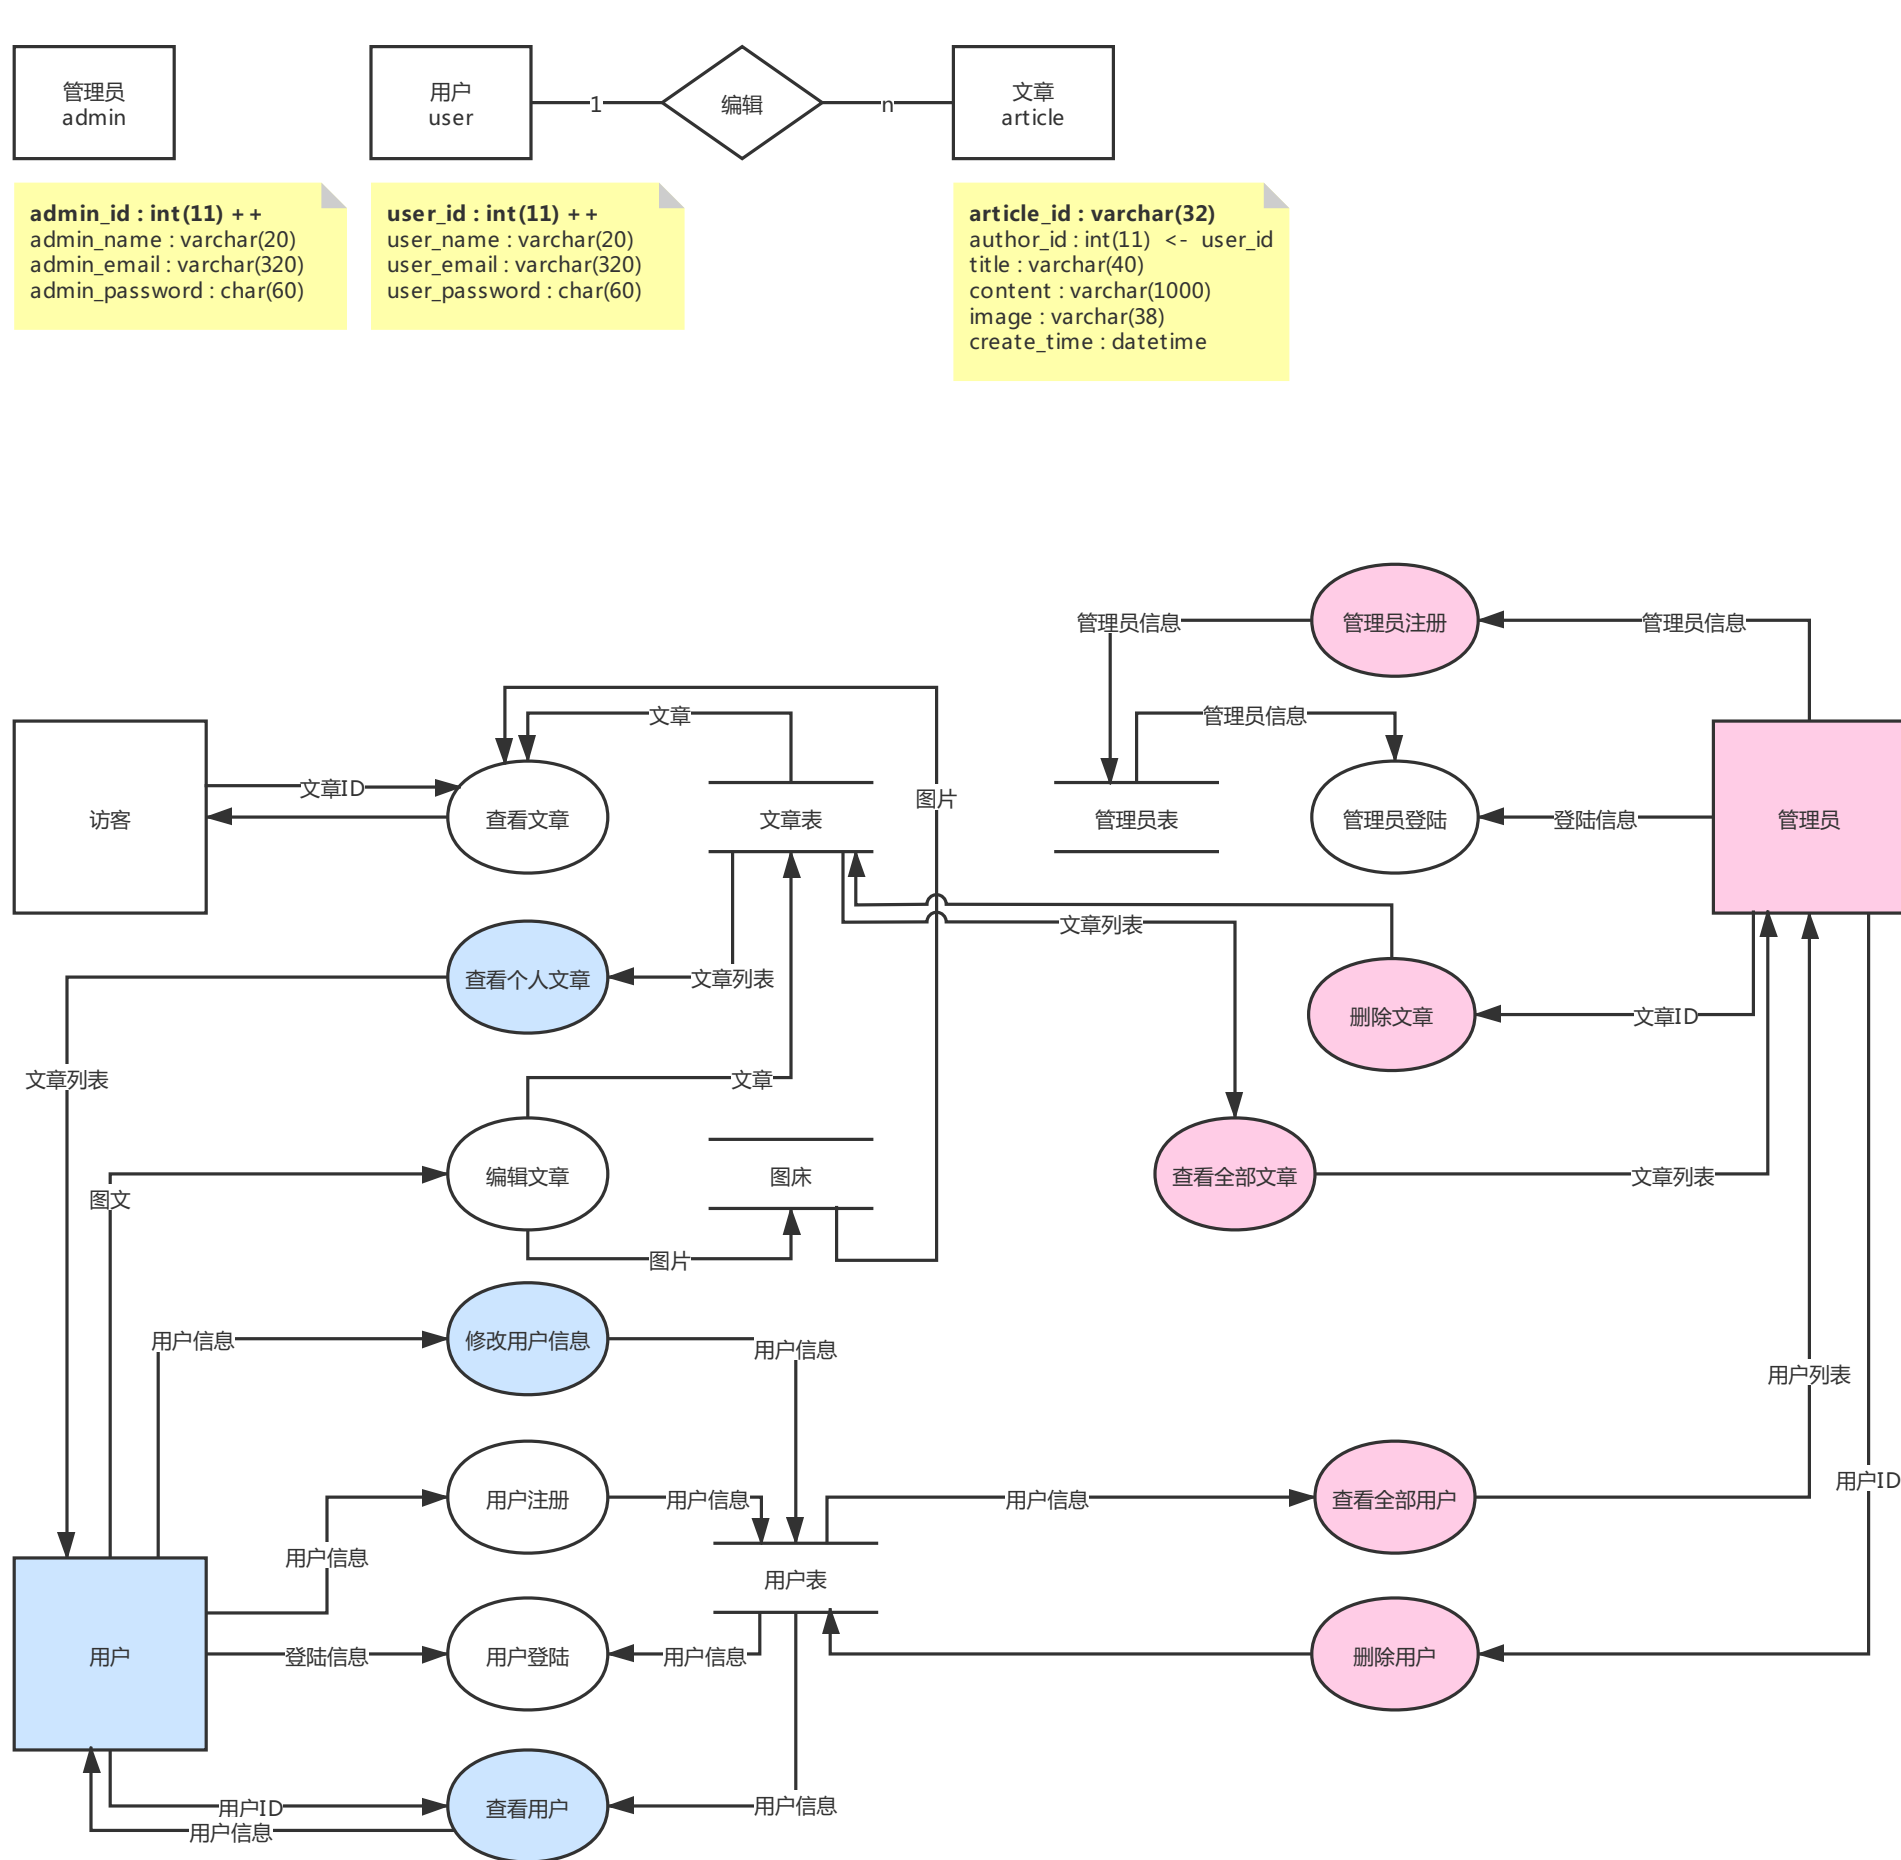 管理员
admin
用户
user
1
编辑
n
文章
article
admin_id : int(11) ++
admin_name : varchar(20)
admin_email : varchar(320)
admin_password : char(60)
user_id : int(11) ++
user_name : varchar(20)
user_email : varchar(320)
user_password : char(60)
article_id : varchar(32)
author_id : int(11) <- user_id
title : varchar(40)
content : varchar(1000)
image : varchar(38)
create_time : datetime
管理员信息
管理员注册
管理员信息
文章
管理员信息
文章ID
图片
访客
查看文章
文章表
管理员表
管理员登陆
登陆信息
管理员
文章列表
查看个人文章
文章列表
删除文章
文章ID
文章列表
文章
图文
编辑文章
图床
查看全部文章
文章列表
图片
用户信息
修改用户信息
用户信息
用户列表
用户ID
用户注册
用户信息
用户信息
查看全部用户
用户信息
用户表
用户
登陆信息
用户登陆
用户信息
删除用户
用户ID
查看用户
用户信息
用户信息